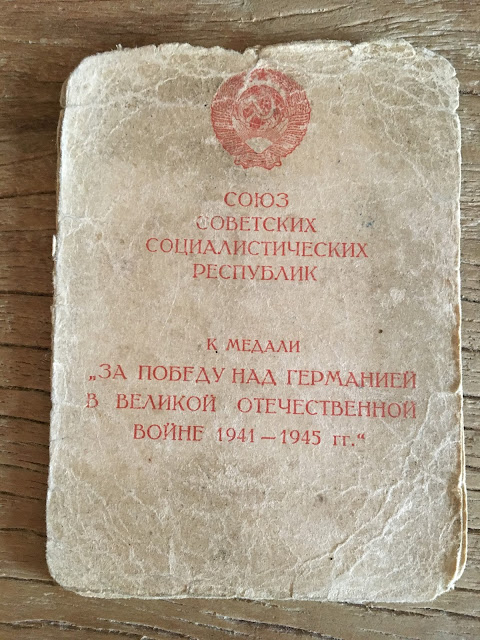 СОЮЗ
СОВЕТСКИХ
СОЦИАЛИСТИЧЕСКИХ
РЕСПУБЛИК
К МЕДАЛИ
„ЗА ПОБЕДУ НАД ГЕРМАНИЕЙ
В ВЕЛИКОЙ ОТЕЧЕСТВЕННОЙ
ВОЙНЕ 1941 — 1945 гг.“